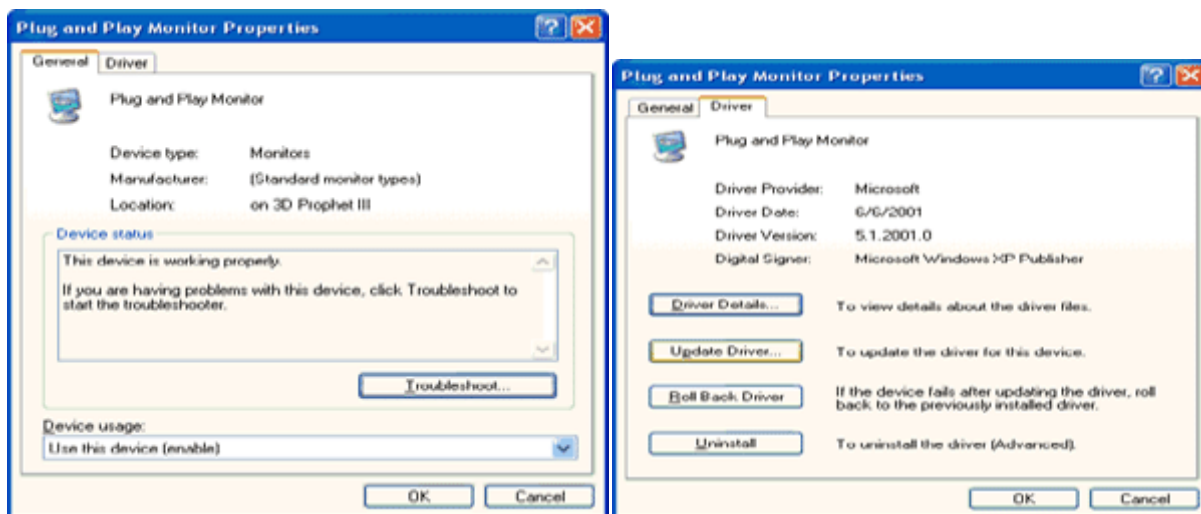 Plug and Play Monitor Properties
General
Driver
Plug and Play Monitor
Device type: Monitors
Manufacturer: (Standard monitor types)
Location: on 3D Prophet III
Device status
This device is working properly.
If you are having problems with this device, click Troubleshoot to
start the troubleshooter.
Troubleshoot...
Device usage:
Use this device (enable)
OK
Cancel
Plug and Play Monitor Properties
General
Driver
Plug and Play Monitor
Driver Provider: Microsoft
Driver Date: 6/6/2001
Driver Version: 5.1.2001.0
Digital Signer: Microsoft Windows XP Publisher
Driver Details... To view details about the driver files.
Update Driver... To update the driver for this device.
Roll Back Driver If the device fails after updating the driver, roll
back to the previously installed driver.
Uninstall To uninstall the driver (Advanced).
OK
Cancel